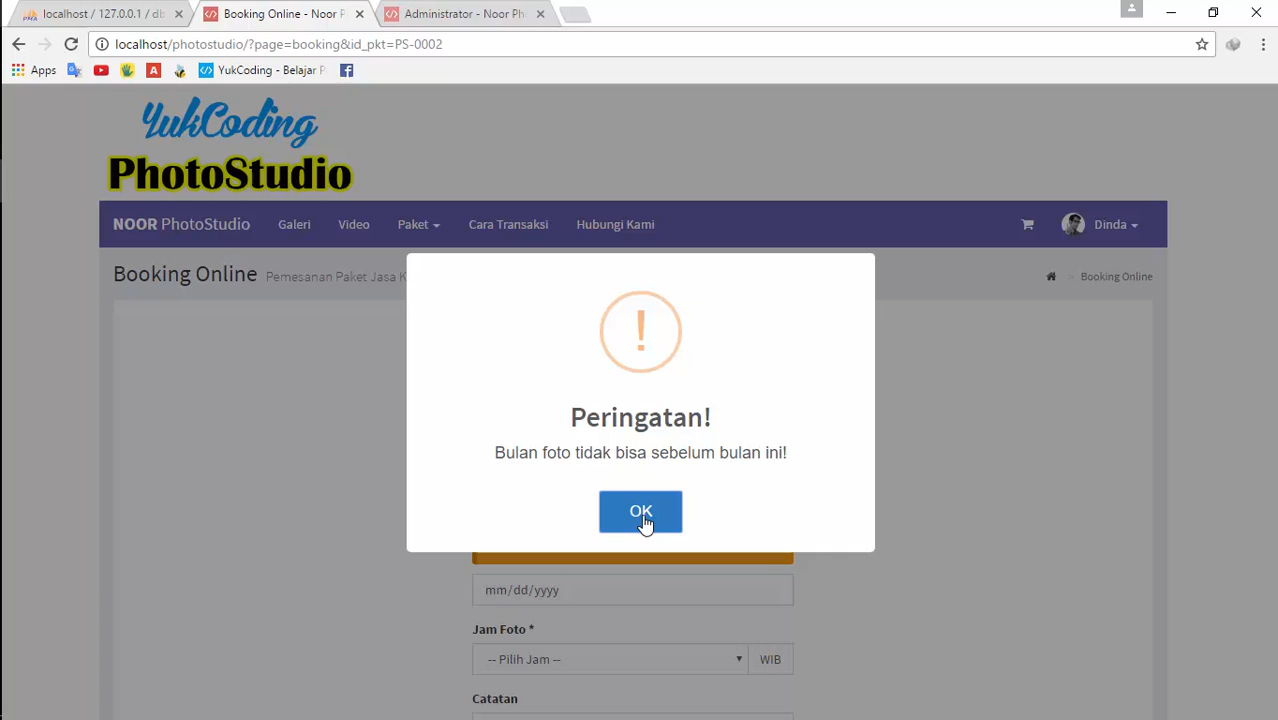 localhost / 127.0.0.1 / db
Booking Online - Noor P
Administrator - Noor Pho
localhost/photostudio/?page=booking&id_pkt=PS-0002
Apps
YukCoding - Belajar P
YukCoding
PhotoStudio
NOOR PhotoStudio
Galeri
Video
Paket
Cara Transaksi
Hubungi Kami
Dinda
Booking Online
Pemesanan Paket Jasa K
> Booking Online
!
Peringatan!
Bulan foto tidak bisa sebelum bulan ini!
OK
mm/dd/yyyy
Jam Foto *
-- Pilih Jam --
WIB
Catatan